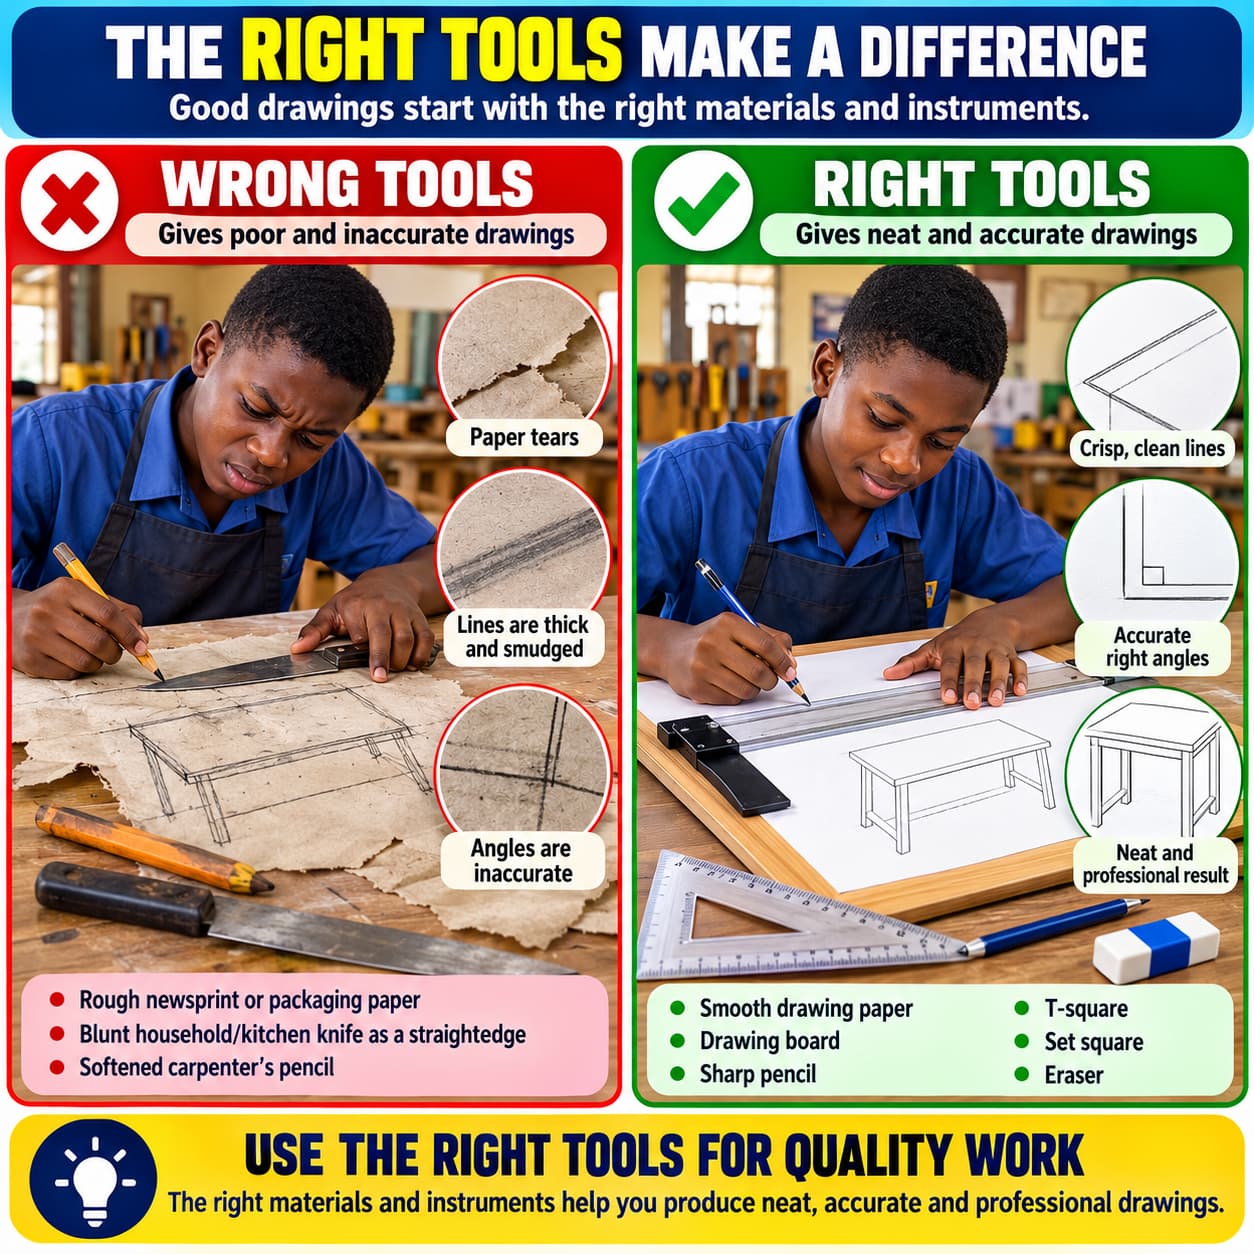 THE RIGHT TOOLS MAKE A DIFFERENCE
Good drawings start with the right materials and instruments.
WRONG TOOLS
Gives poor and inaccurate drawings
Paper tears
Lines are thick
and smudged
Angles are
inaccurate
Rough newsprint or packaging paper
Blunt household/kitchen knife as a straightedge
Softened carpenter's pencil
RIGHT TOOLS
Gives neat and accurate drawings
Crisp, clean lines
Accurate
right angles
Neat and
professional result
Smooth drawing paper
Drawing board
Sharp pencil
T-square
Set square
Eraser
USE THE RIGHT TOOLS FOR QUALITY WORK
The right materials and instruments help you produce neat, accurate and professional drawings.